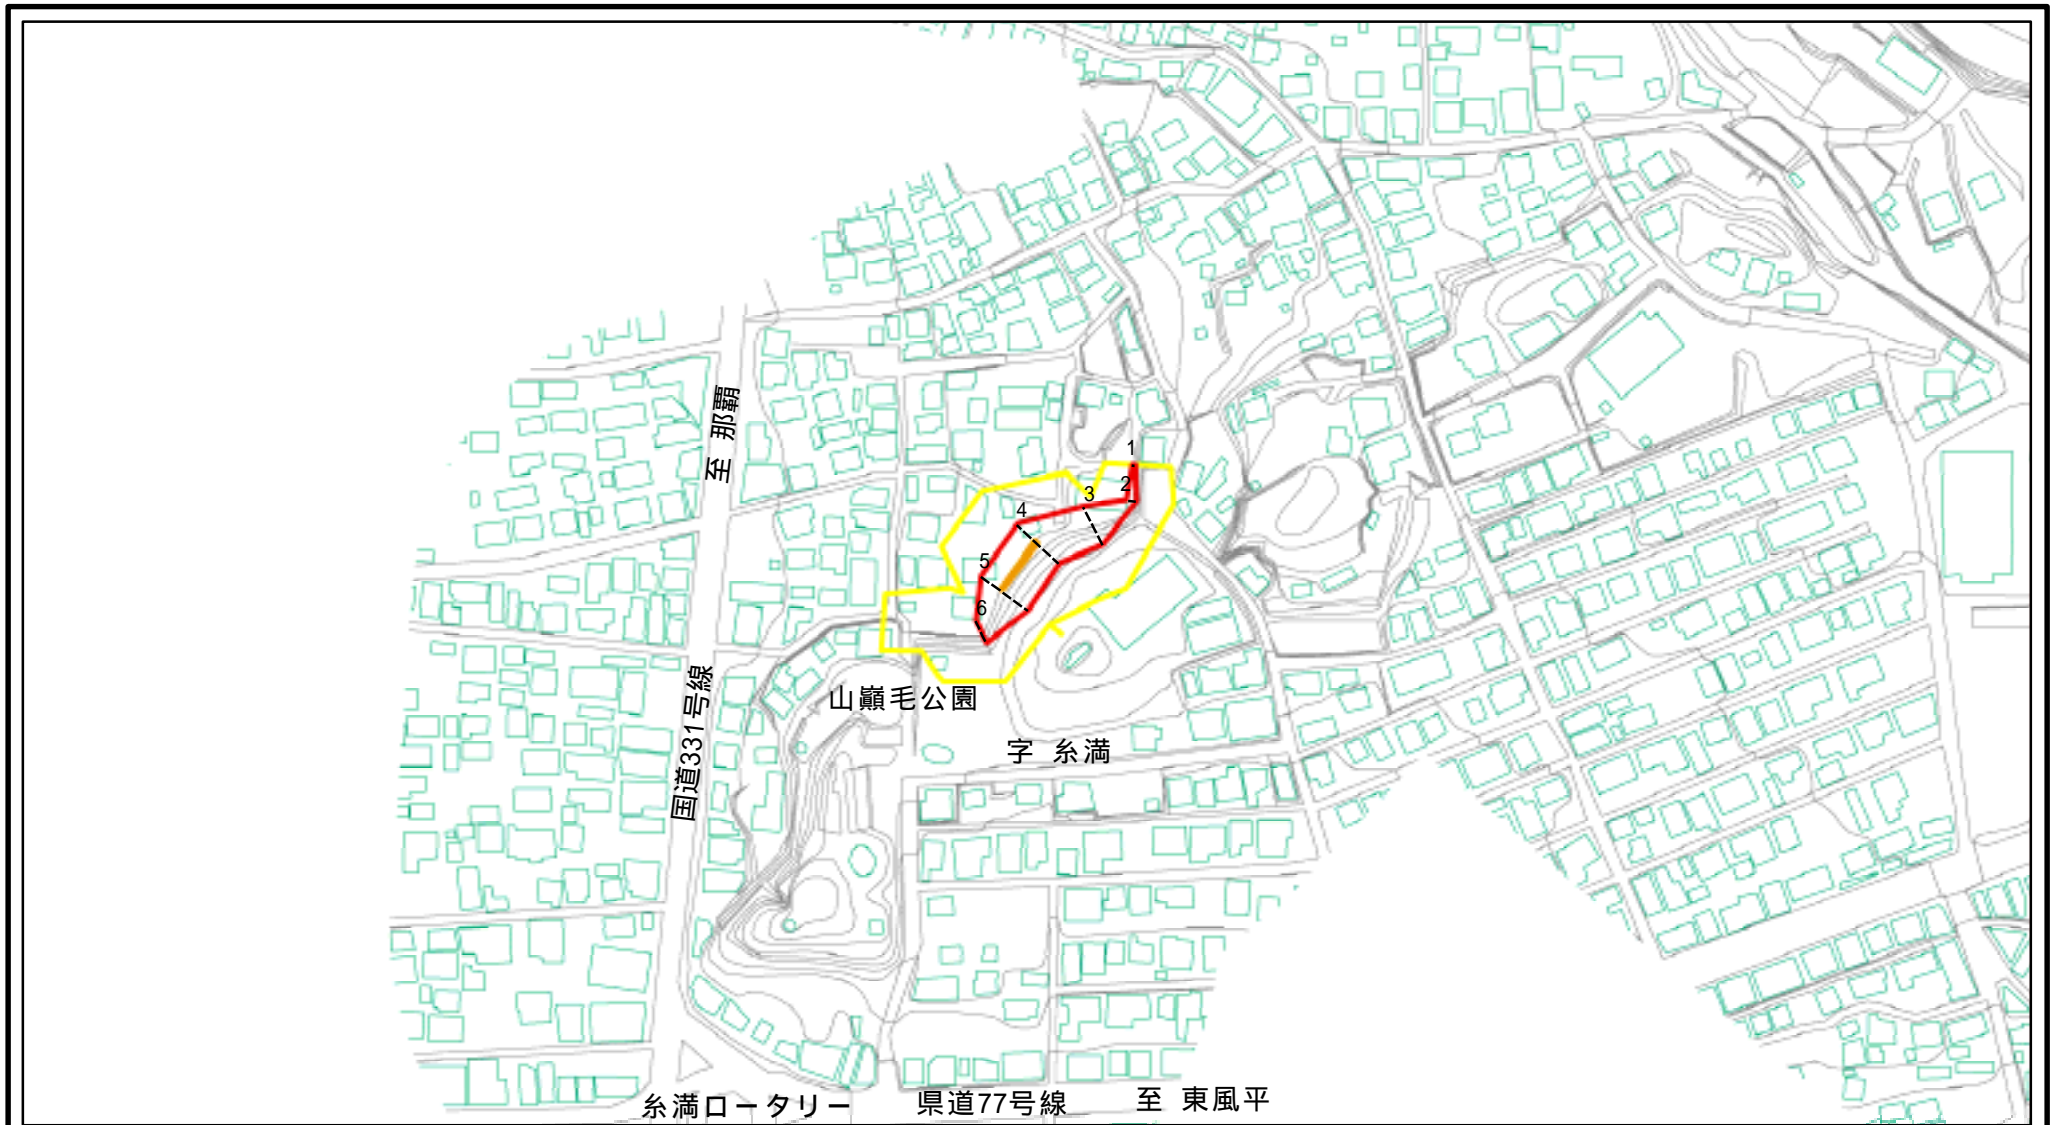 至 那覇
1
2
3
4
5
6
国道331号線
山巓毛公園
字 糸満
糸満ロータリー
県道77号線
至 東風平